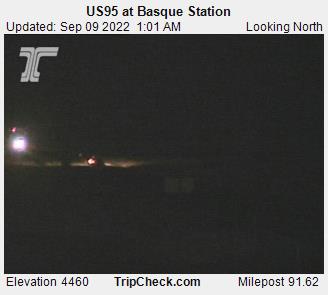 US95 at Basque Station
Updated: Sep 09 2022 1:01 AM Looking North
Elevation 4460 TripCheck.com Milepost 91.62